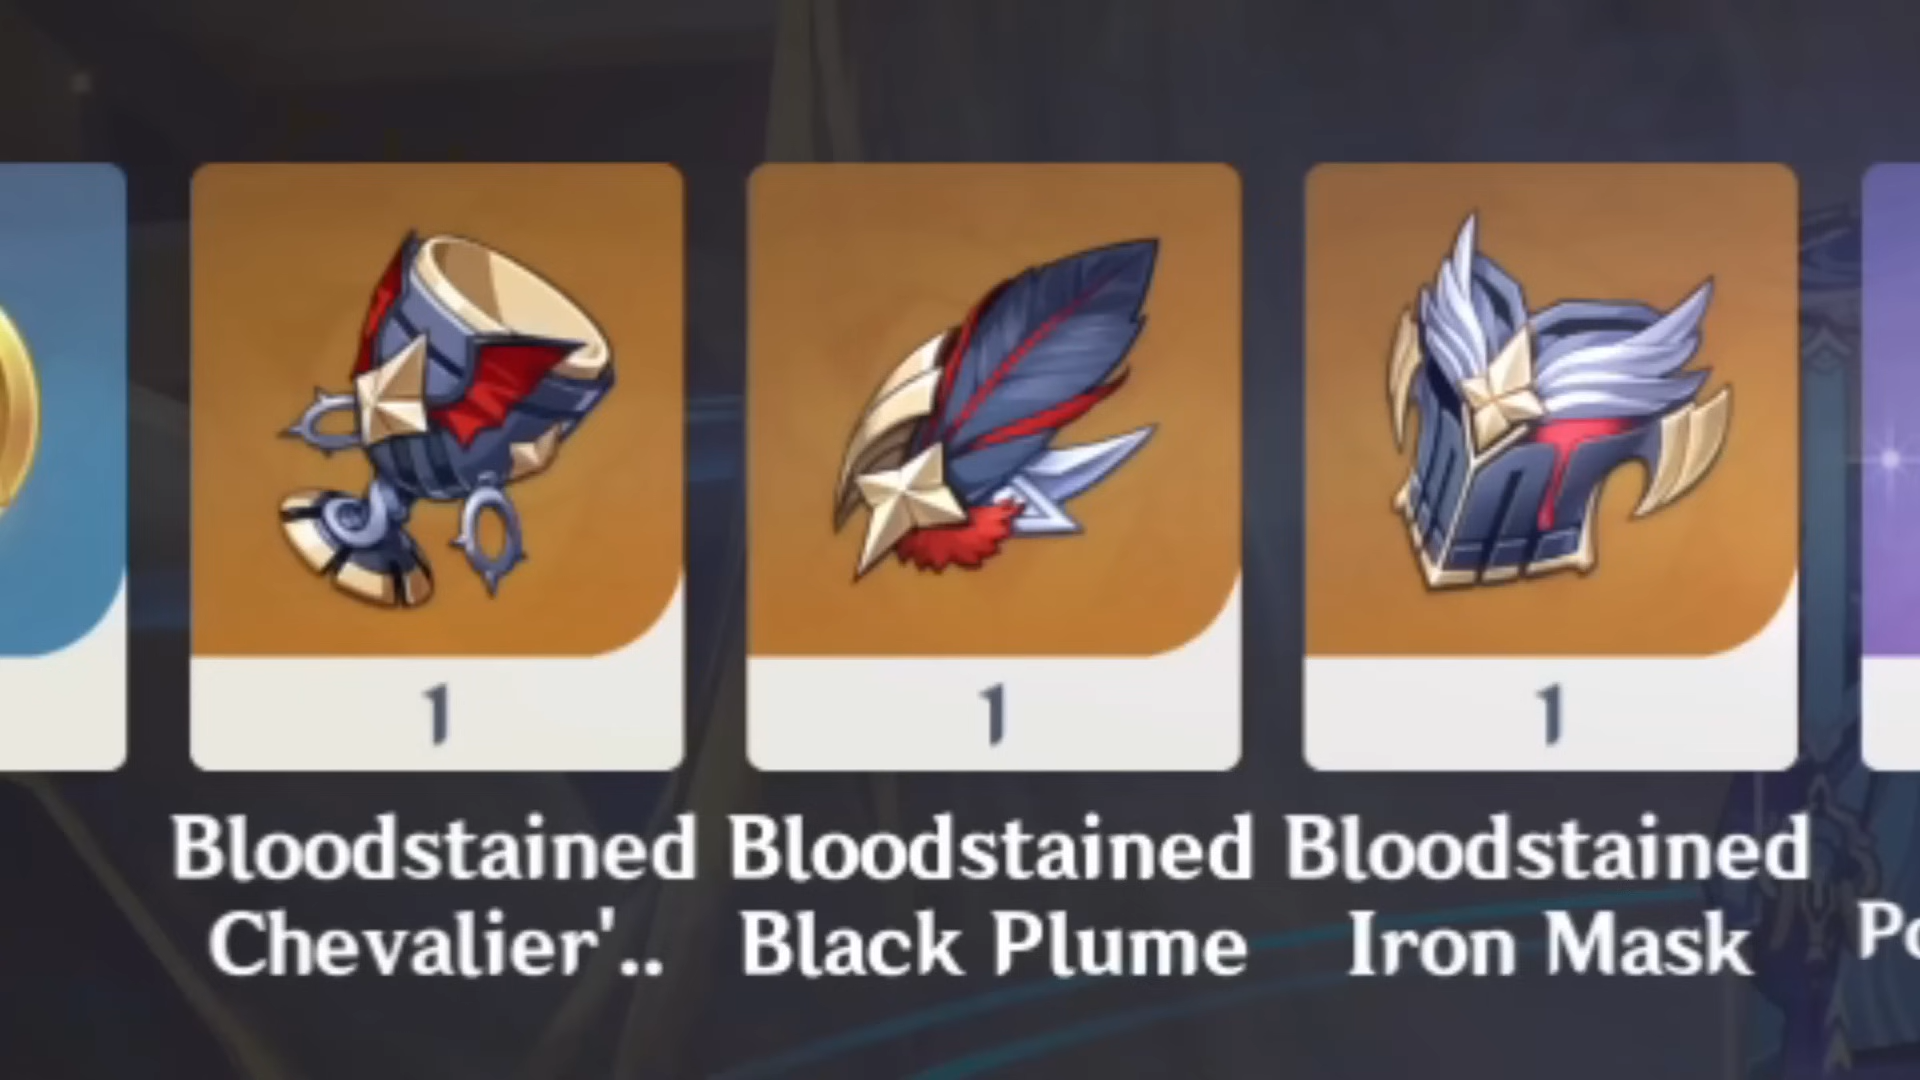 1
1
1
Bloodstained
Chevalier'..
Bloodstained
Black Plume
Bloodstained
Iron Mask